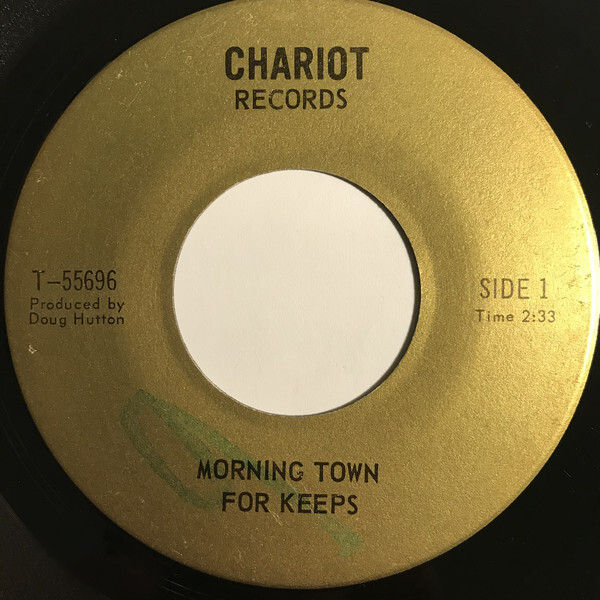 CHARIOT
RECORDS
T-55696
Produced by
Doug Hutton
SIDE 1
Time 2:33
MORNING TOWN
FOR KEEPS